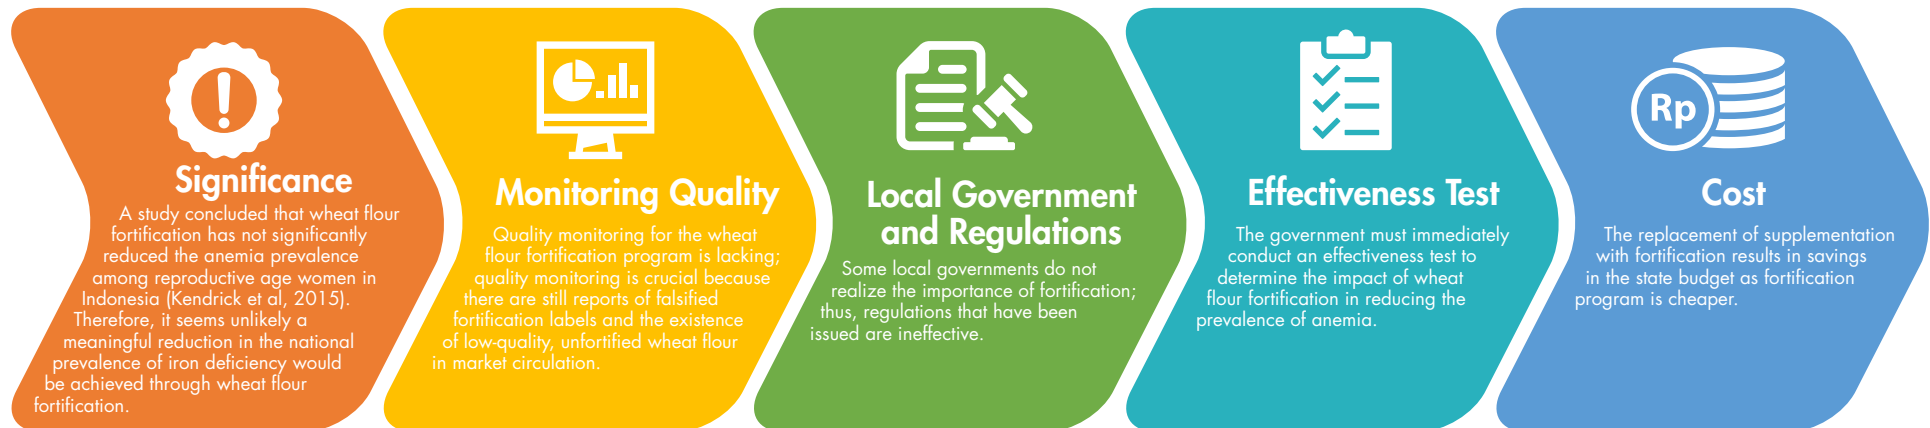 Significance
A study concluded that wheat flour
fortification has not significantly
reduced the anemia prevalence
among reproductive age women in
Indonesia (Kendrick et al, 2015).
Therefore, it seems unlikely a
meaningful reduction in the national
prevalence of iron deficiency would
be achieved through wheat flour
fortification.
Monitoring Quality
Quality monitoring for the wheat
flour fortification program is lacking;
quality monitoring is crucial because
there are still reports of falsified
fortification labels and the existence
of low-quality, unfortified wheat flour
in market circulation.
Local Government
and Regulations
Some local governments do not
realize the importance of fortification;
thus, regulations that have been
issued are ineffective.
Effectiveness Test
The government must immediately
conduct an effectiveness test to
determine the impact of wheat
flour fortification in reducing the
prevalence of anemia.
Rp
Cost
The replacement of supplementation
with fortification results in savings
in the state budget as fortification
program is cheaper.